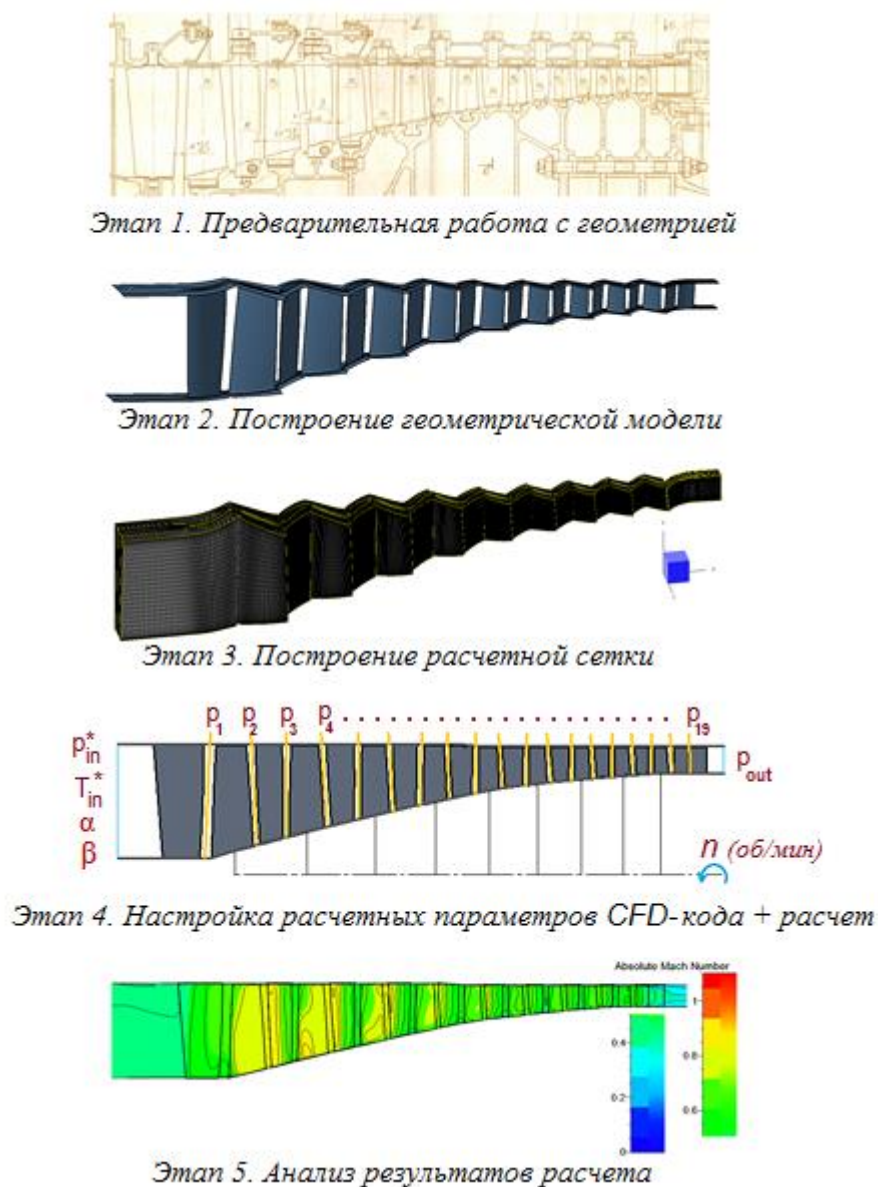 Этап 1. Предварительная работа с геометрией
Этап 2. Построение геометрической модели
Этап 3. Построение расчетной сетки
p1 p2 p3 p4 . . . . . . . . . . . . . . . . . . . . . . . p19
p*in
T*in
α
β
pout
n (об/мин)
Этап 4. Настройка расчетных параметров CFD-кода + расчет
Absolute Mach Number
1
0.8
0.6
0.4
0.2
0
Этап 5. Анализ результатов расчета